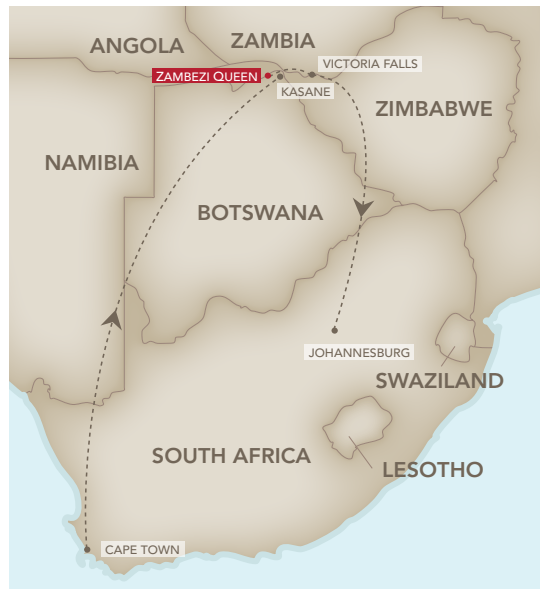 ANGOLA
ZAMBIA
VICTORIA FALLS
ZAMBEZI QUEEN
KASANE
ZIMBABWE
NAMIBIA
BOTSWANA
JOHANNESBURG
SWAZILAND
SOUTH AFRICA
LESOTHO
CAPE TOWN